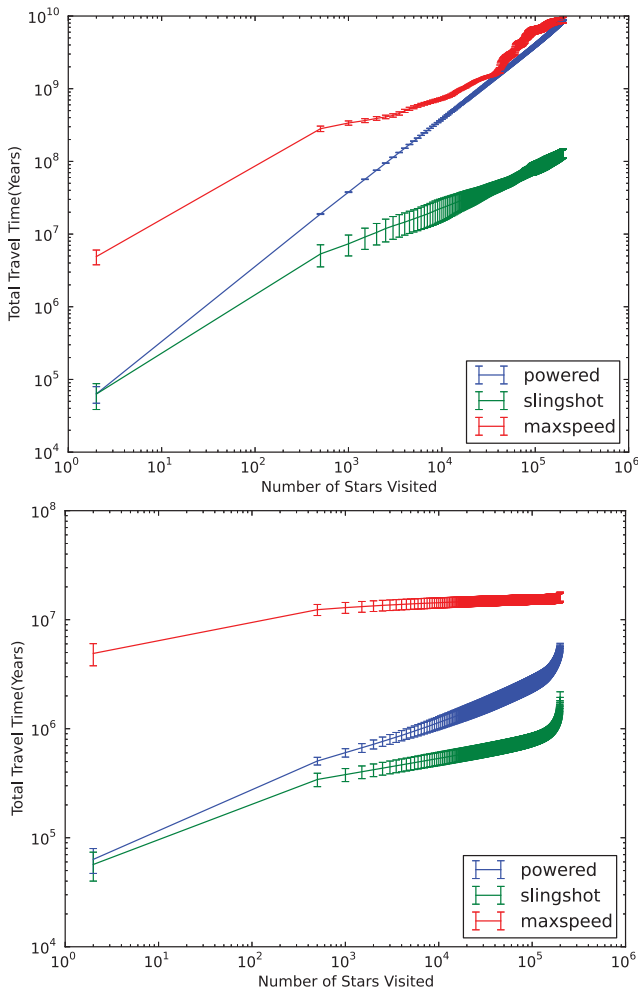 10^10
10^9
10^8
10^7
10^6
10^5
10^4
Total Travel Time(Years)
powered
slingshot
maxspeed
10^0 10^1 10^2 10^3 10^4 10^5 10^6
Number of Stars Visited
10^8
10^7
10^6
10^5
10^4
Total Travel Time(Years)
powered
slingshot
maxspeed
10^0 10^1 10^2 10^3 10^4 10^5 10^6
Number of Stars Visited